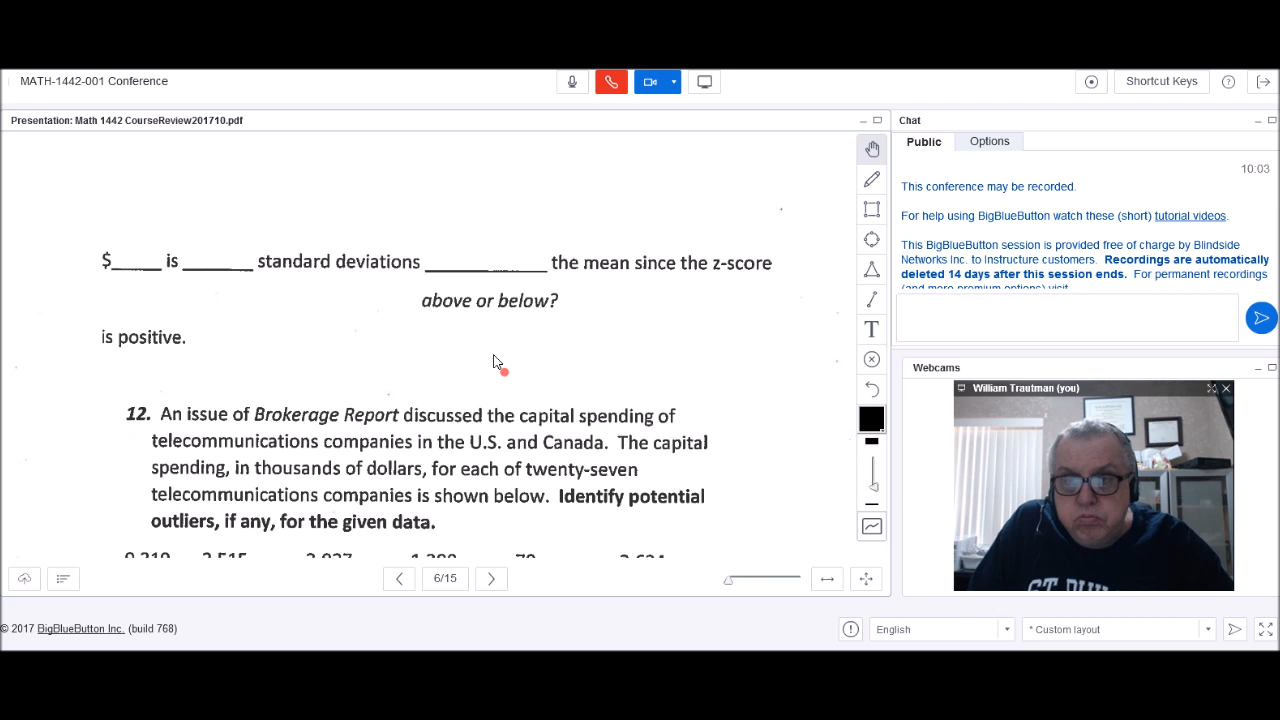 MATH-1442-001 Conference
Shortcut Keys
Presentation: Math 1442 CourseReview201710.pdf
$_____ is _______ standard deviations ____________ the mean since the z-score
above or below?
is positive.
12. An issue of Brokerage Report discussed the capital spending of
telecommunications companies in the U.S. and Canada. The capital
spending, in thousands of dollars, for each of twenty-seven
telecommunications companies is shown below. Identify potential
outliers, if any, for the given data.
6/15
Chat
Public Options
10:03
This conference may be recorded.
For help using BigBlueButton watch these (short) tutorial videos.
This BigBlueButton session is provided free of charge by Blindside
Networks Inc. to Instructure customers. Recordings are automatically
deleted 14 days after this session ends. For permanent recordings
(and more premium options) visit
Webcams
William Trautman (you)
© 2017 BigBlueButton Inc. (build 768)
English
* Custom layout